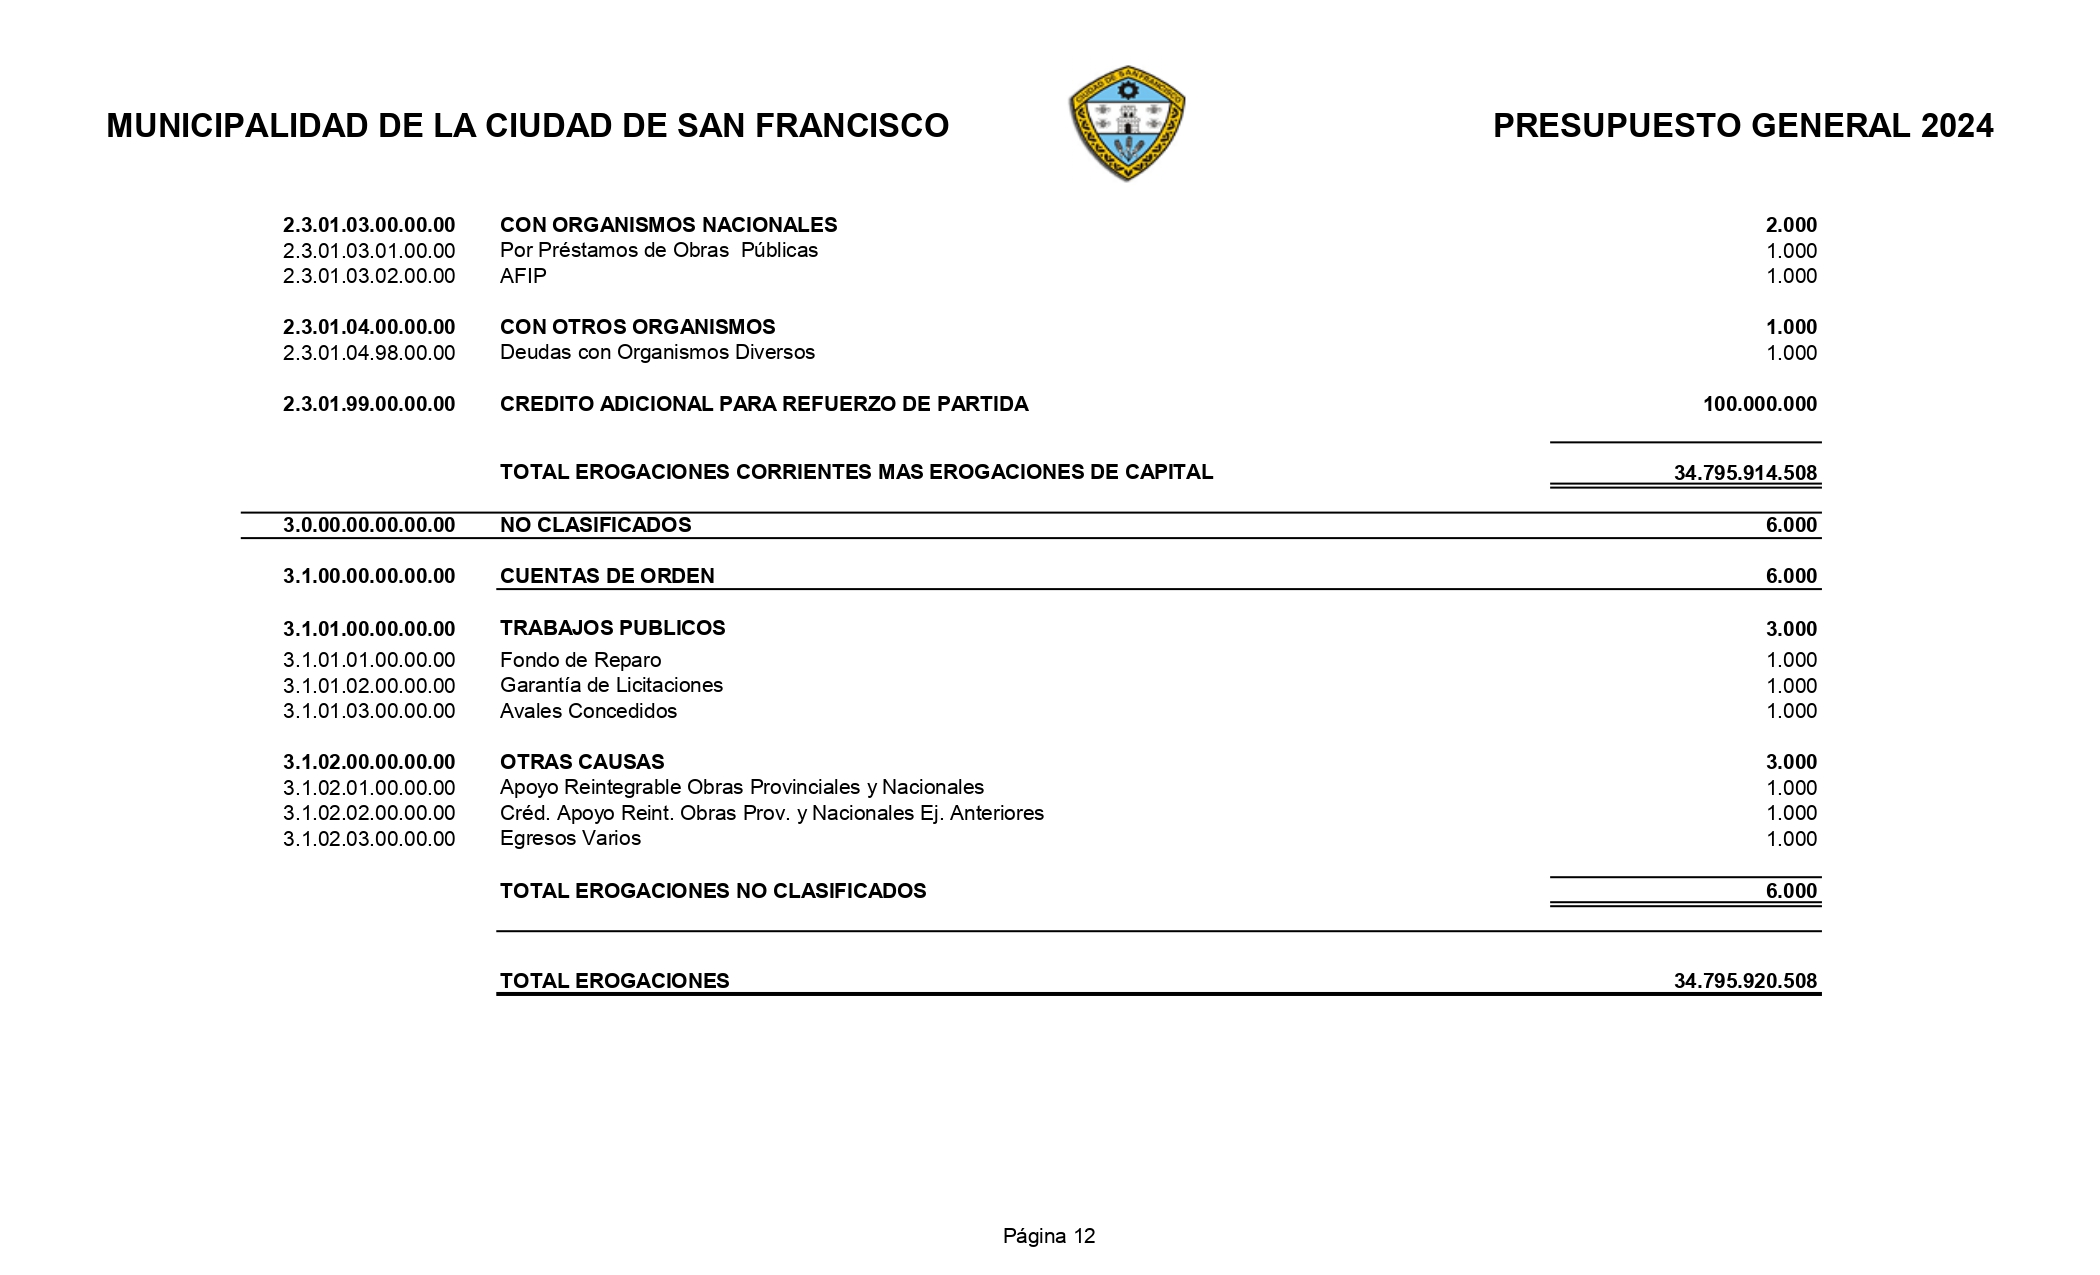 MUNICIPALIDAD DE LA CIUDAD DE SAN FRANCISCO
CIUDAD DE SAN FRANCISCO
PRESUPUESTO GENERAL 2024
2.3.01.03.00.00.00 CON ORGANISMOS NACIONALES 2.000
2.3.01.03.01.00.00 Por Préstamos de Obras  Públicas 1.000
2.3.01.03.02.00.00 AFIP 1.000
2.3.01.04.00.00.00 CON OTROS ORGANISMOS 1.000
2.3.01.04.98.00.00 Deudas con Organismos Diversos 1.000
2.3.01.99.00.00.00 CREDITO ADICIONAL PARA REFUERZO DE PARTIDA 100.000.000
TOTAL EROGACIONES CORRIENTES MAS EROGACIONES DE CAPITAL 34.795.914.508
3.0.00.00.00.00.00 NO CLASIFICADOS 6.000
3.1.00.00.00.00.00 CUENTAS DE ORDEN 6.000
3.1.01.00.00.00.00 TRABAJOS PUBLICOS 3.000
3.1.01.01.00.00.00 Fondo de Reparo 1.000
3.1.01.02.00.00.00 Garantía de Licitaciones 1.000
3.1.01.03.00.00.00 Avales Concedidos 1.000
3.1.02.00.00.00.00 OTRAS CAUSAS 3.000
3.1.02.01.00.00.00 Apoyo Reintegrable Obras Provinciales y Nacionales 1.000
3.1.02.02.00.00.00 Créd. Apoyo Reint. Obras Prov. y Nacionales Ej. Anteriores 1.000
3.1.02.03.00.00.00 Egresos Varios 1.000
TOTAL EROGACIONES NO CLASIFICADOS 6.000
TOTAL EROGACIONES 34.795.920.508
Página 12